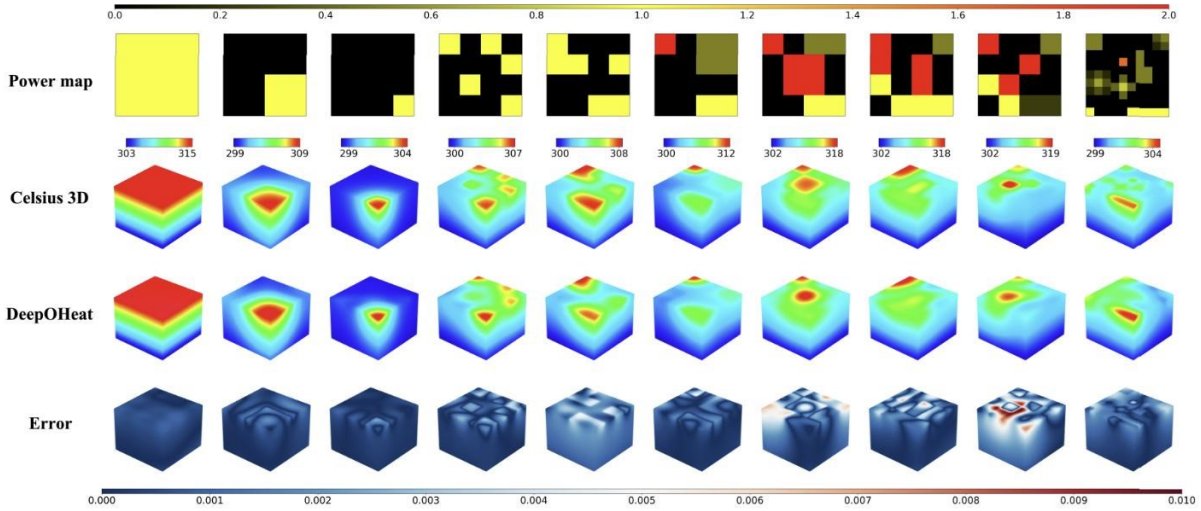 0.0 0.2 0.4 0.6 0.8 1.0 1.2 1.4 1.6 1.8 2.0
Power map
303 315 299 309 299 304 300 307 300 308 300 312 302 318 302 318 302 319 299 304
Celsius 3D
DeepOHeat
Error
0.000 0.001 0.002 0.003 0.004 0.005 0.006 0.007 0.008 0.009 0.010